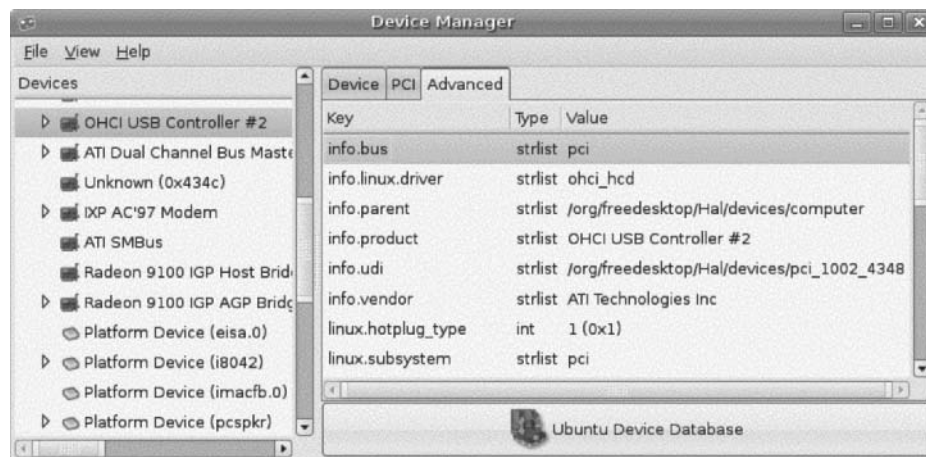 Device Manager
File View Help
Devices
OHCI USB Controller #2
ATI Dual Channel Bus Maste
Unknown (0x434c)
IXP AC'97 Modem
ATI SMBus
Radeon 9100 IGP Host Brid
Radeon 9100 IGP AGP Bridg
Platform Device (eisa.0)
Platform Device (i8042)
Platform Device (imacfb.0)
Platform Device (pcspkr)
Device PCI Advanced
Key Type Value
info.bus strlist pci
info.linux.driver strlist ohci_hcd
info.parent strlist /org/freedesktop/Hal/devices/computer
info.product strlist OHCI USB Controller #2
info.udi strlist /org/freedesktop/Hal/devices/pci_1002_4348
info.vendor strlist ATI Technologies Inc
linux.hotplug_type int 1 (0x1)
linux.subsystem strlist pci
Ubuntu Device Database